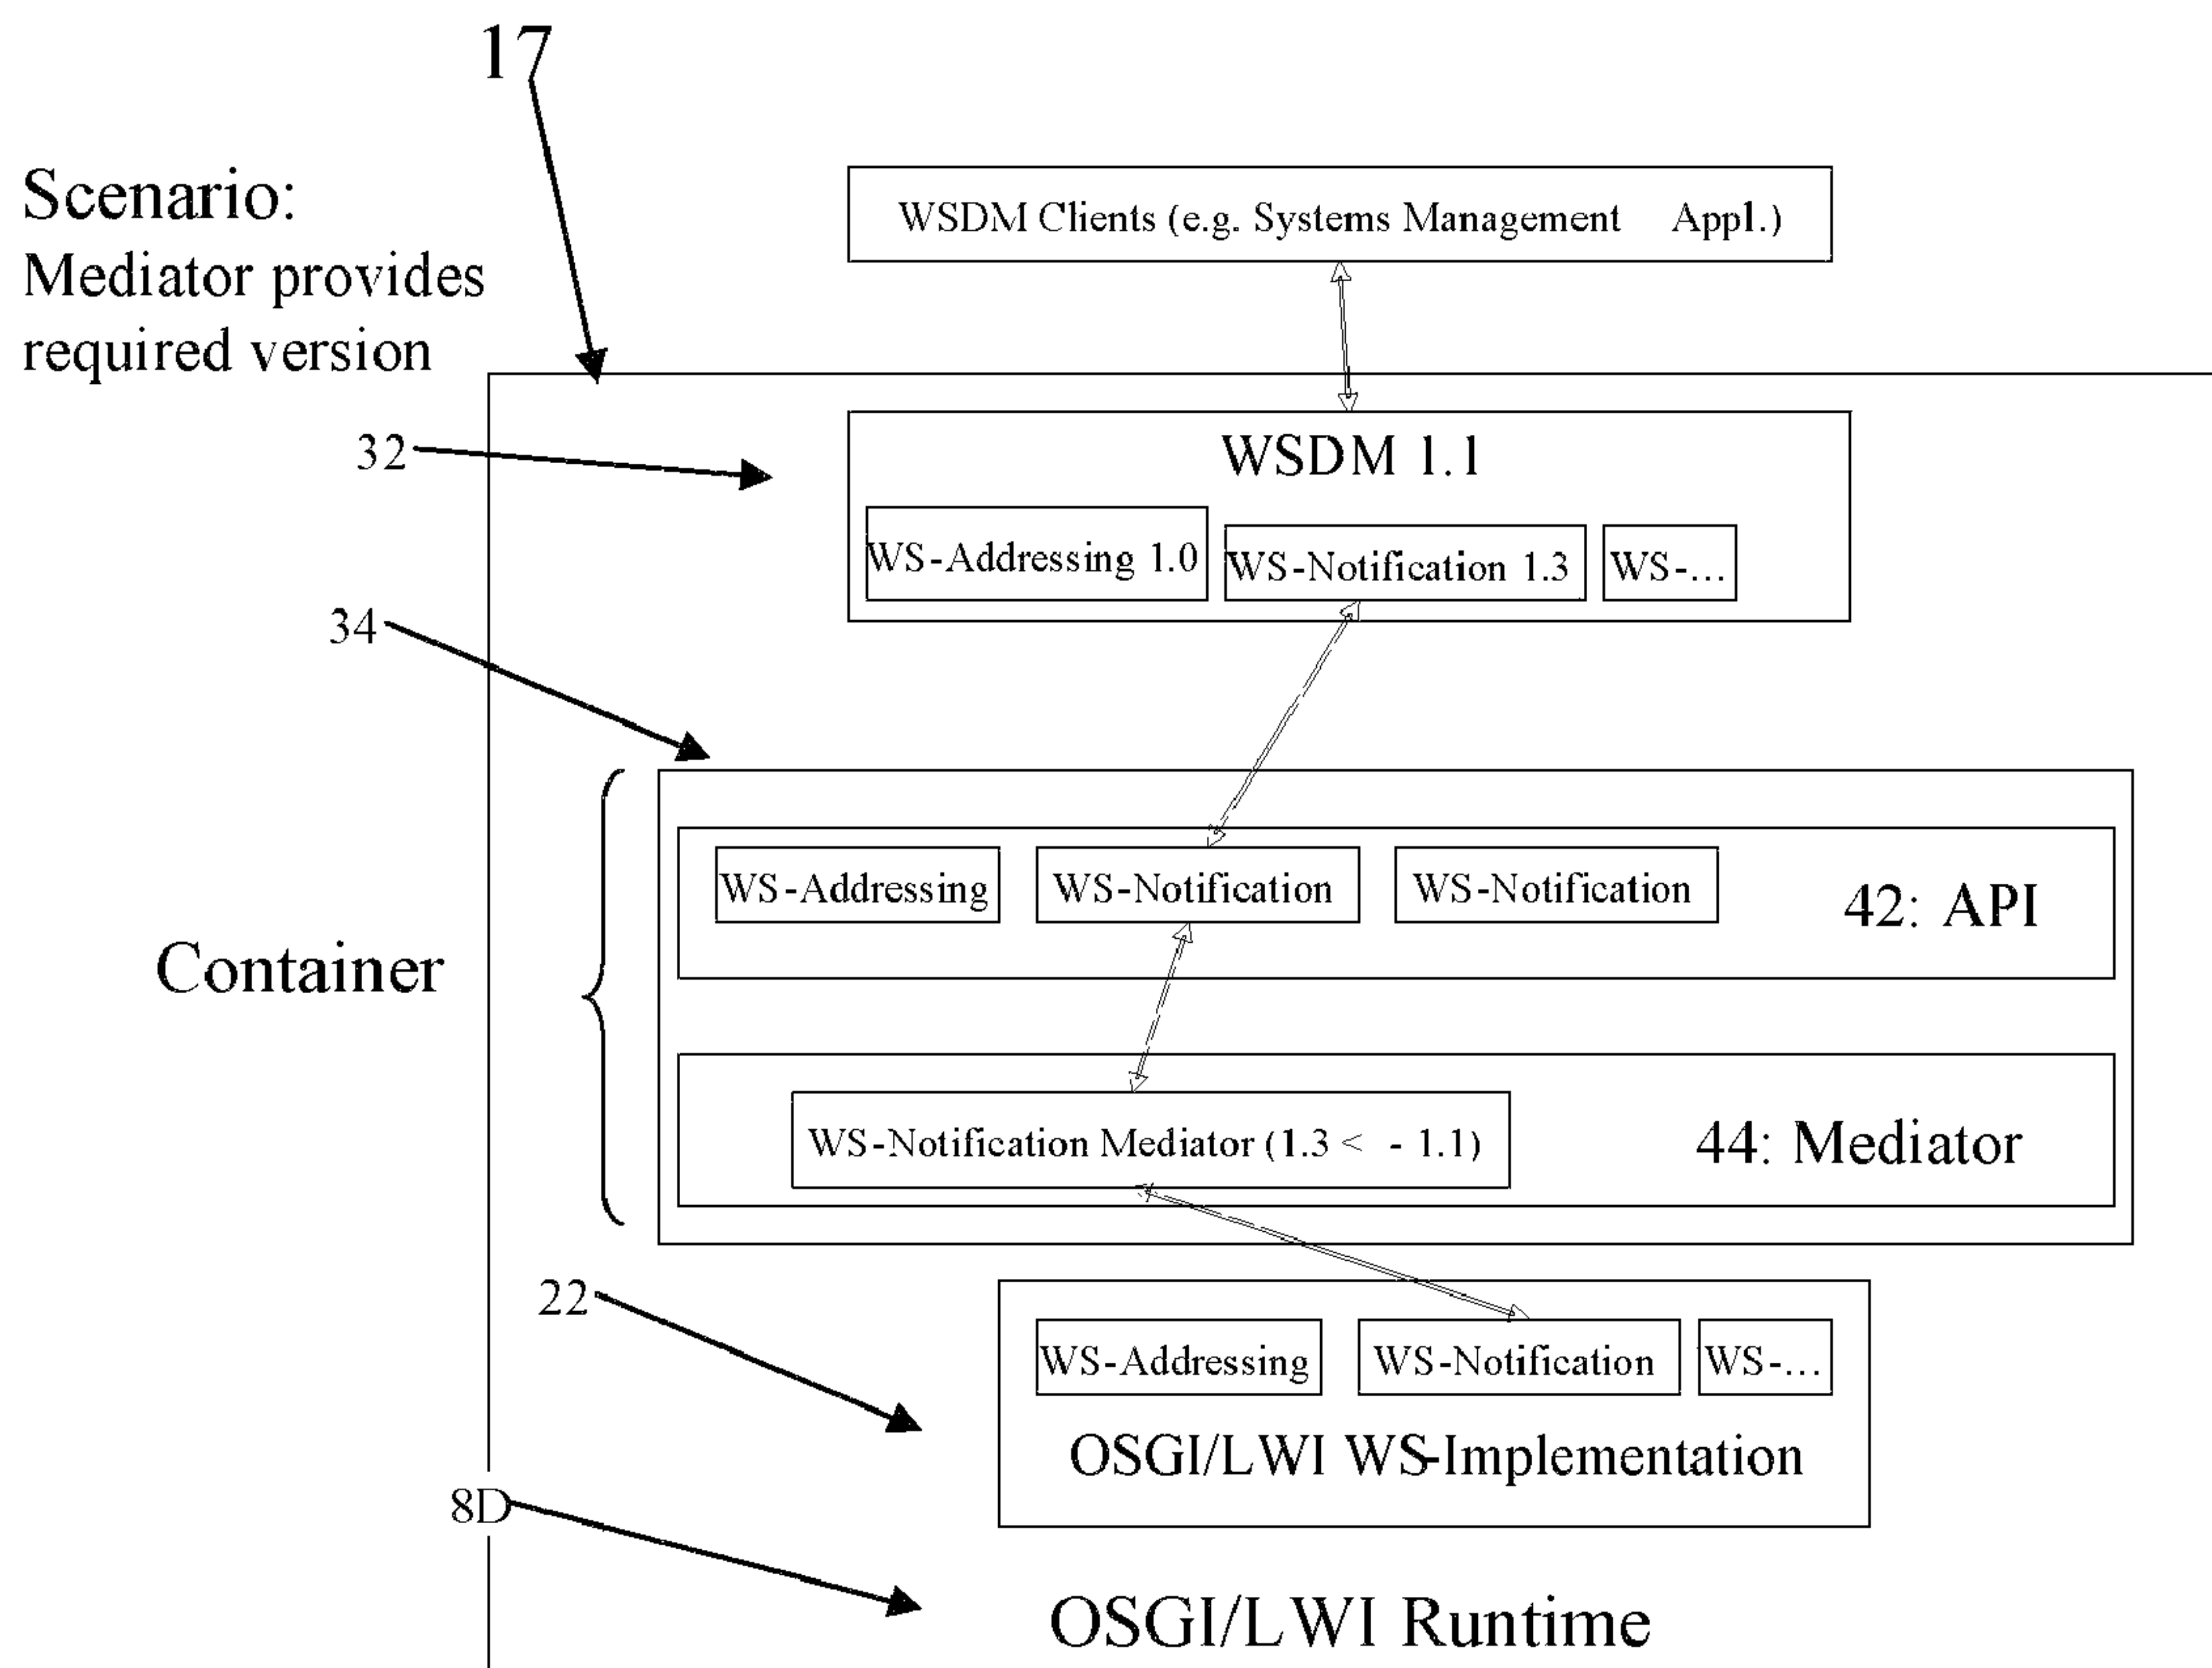 17
Scenario:
Mediator provides
required version
WSDM Clients (e.g. Systems Management Appl.)
32
WSDM 1.1
WS-Addressing 1.0
WS-Notification 1.3
WS-...
34
Container
WS-Addressing
WS-Notification
WS-Notification
42: API
WS-Notification Mediator (1.3 < - 1.1)
44: Mediator
22
WS-Addressing
WS-Notification
WS-...
OSGI/LWI WS-Implementation
8D
OSGI/LWI Runtime